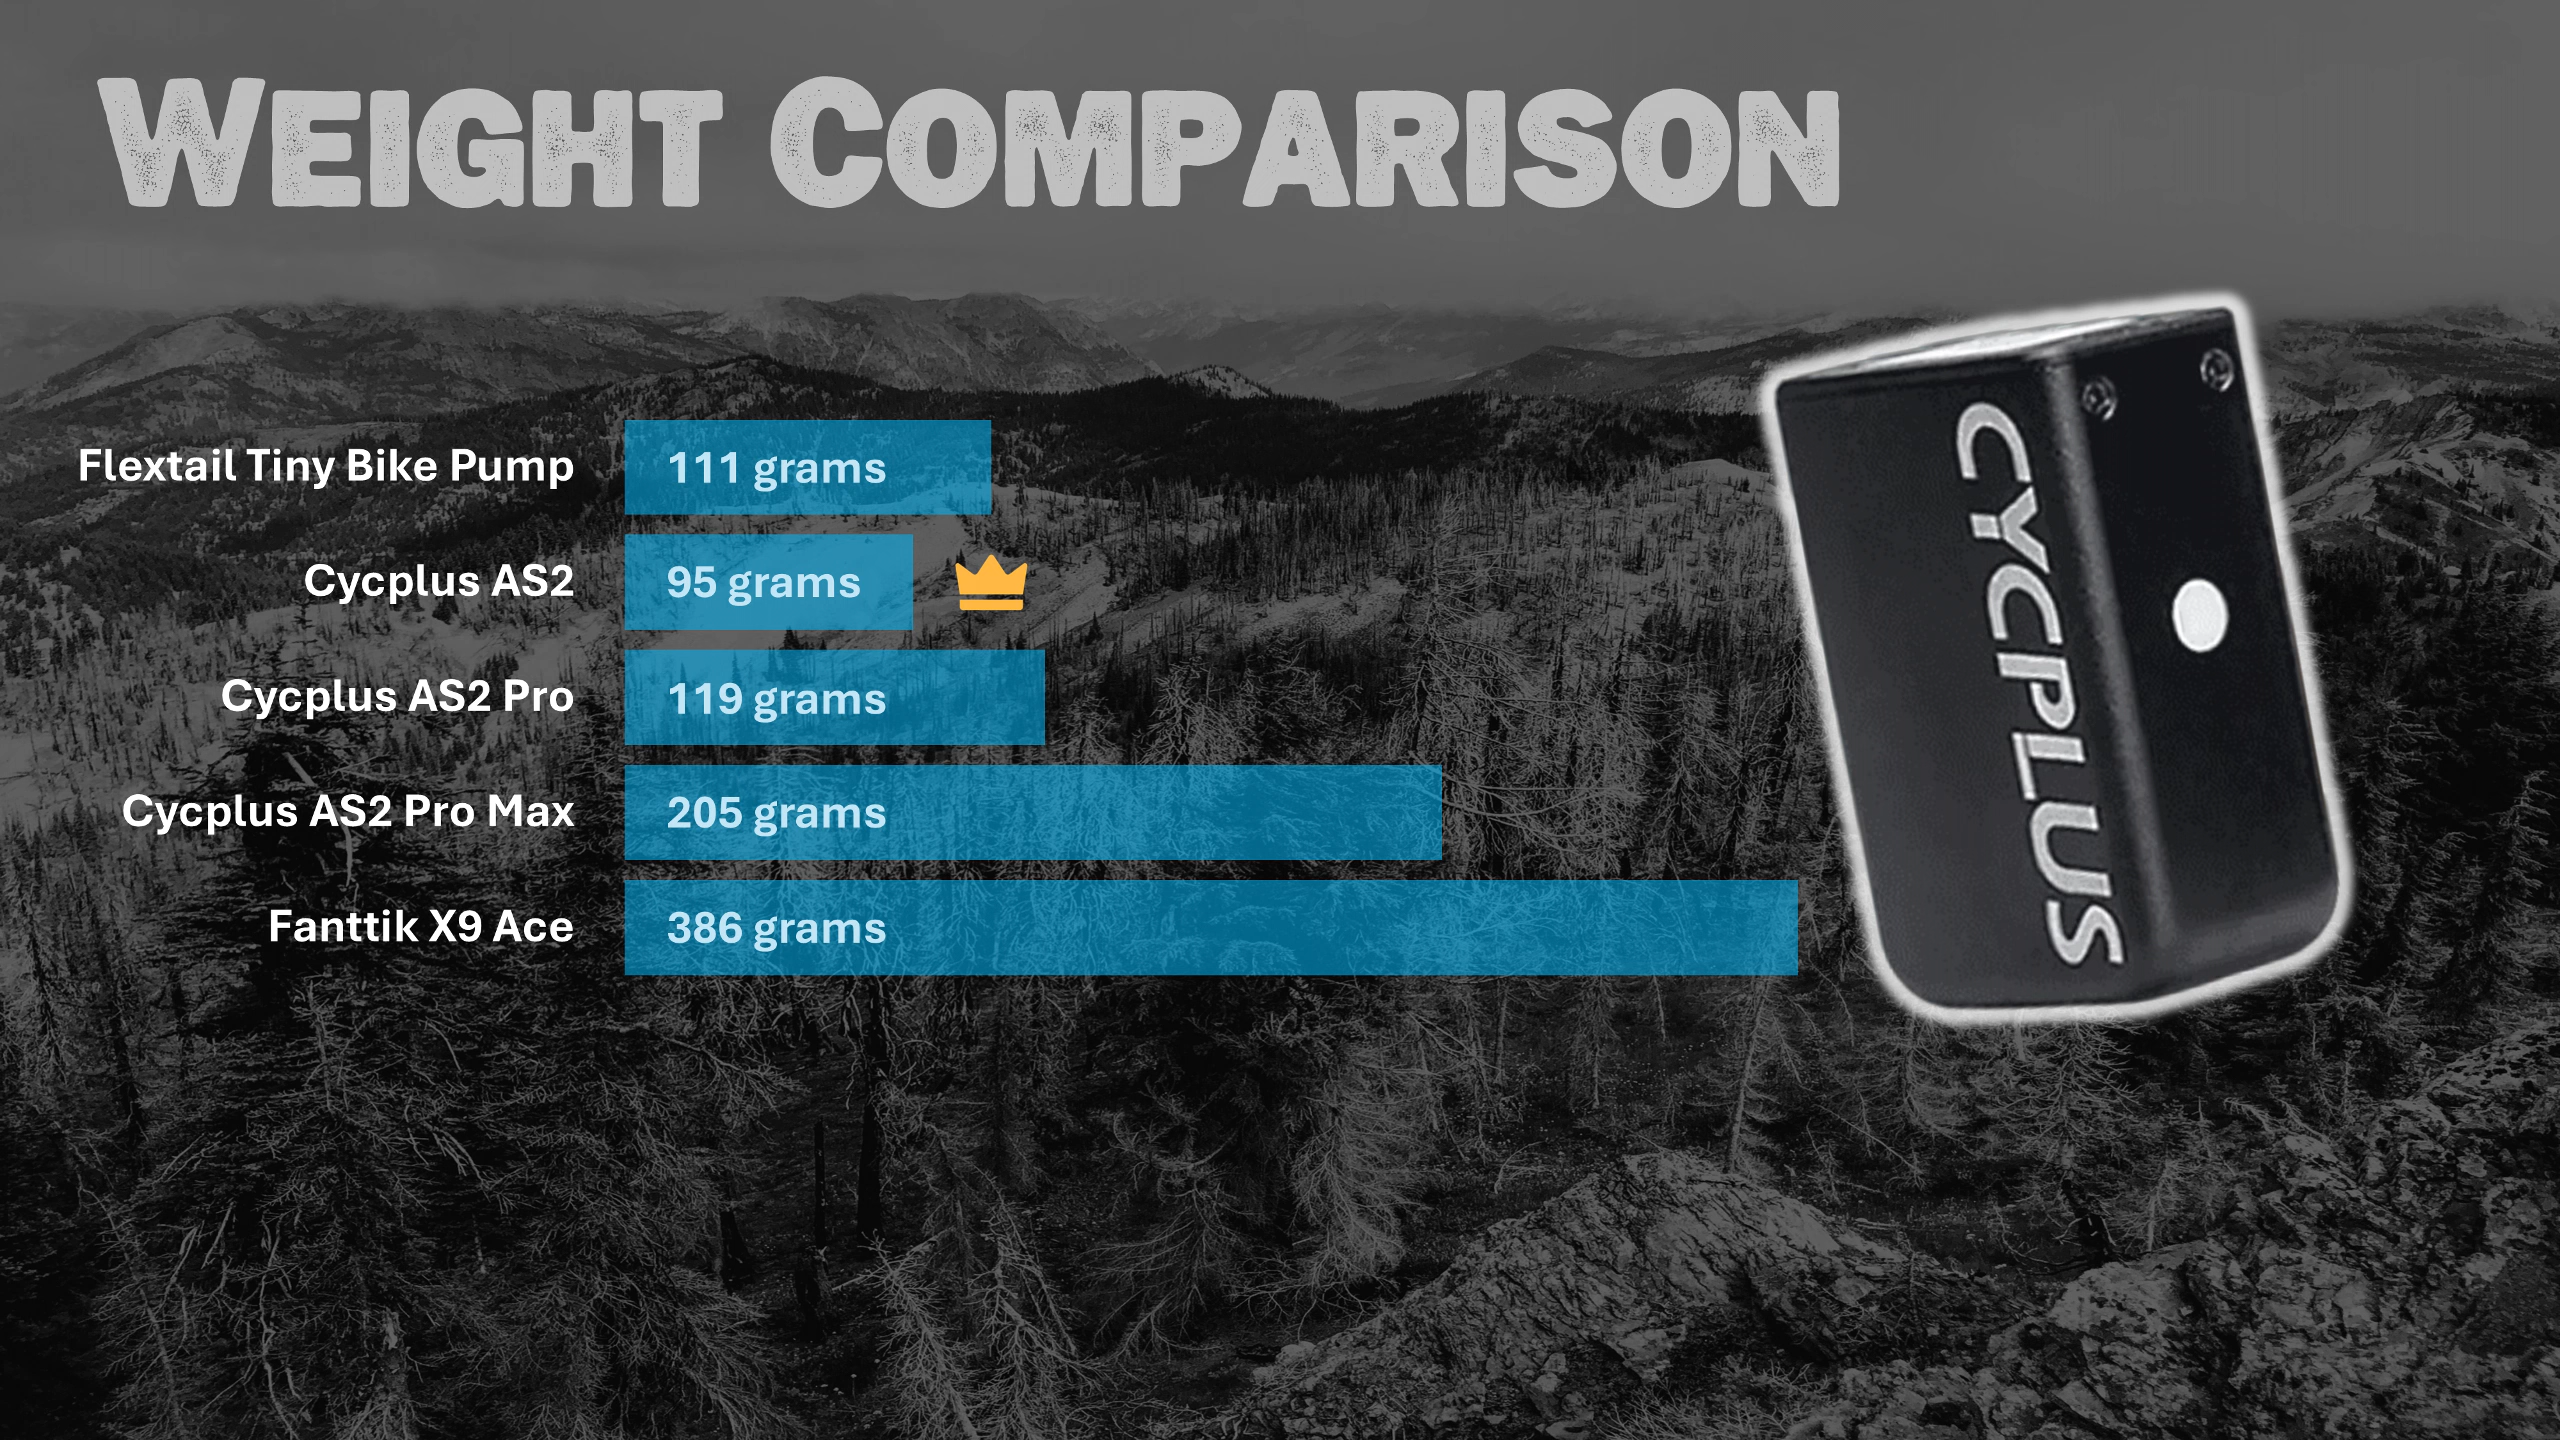 Weight Comparison
Flextail Tiny Bike Pump 111 grams
Cycplus AS2 95 grams
Cycplus AS2 Pro 119 grams
Cycplus AS2 Pro Max 205 grams
Fanttik X9 Ace 386 grams
CYCPLUS